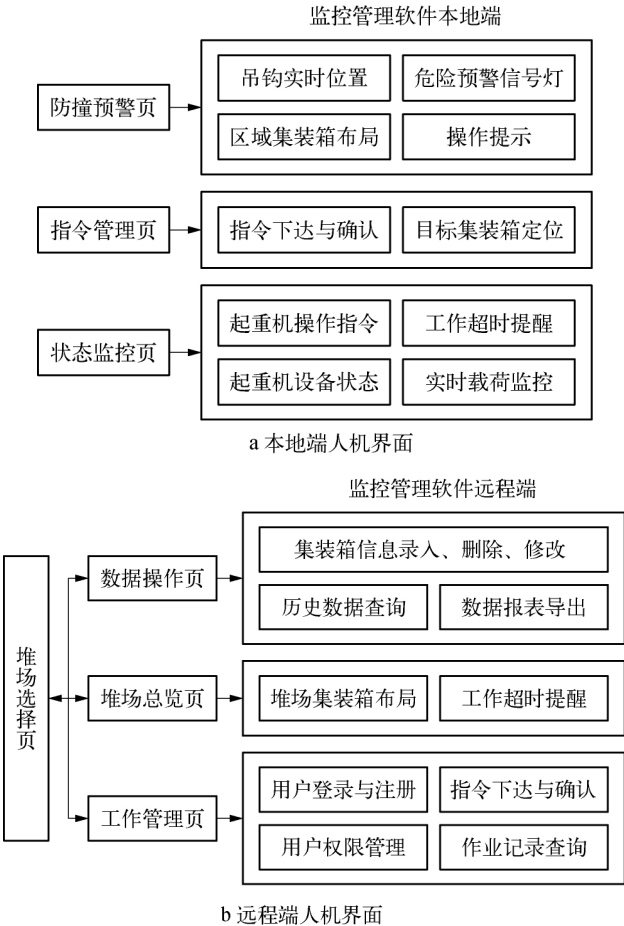 监控管理软件本地端
防撞预警页
吊钩实时位置
危险预警信号灯
区域集装箱布局
操作提示
指令管理页
指令下达与确认
目标集装箱定位
状态监控页
起重机操作指令
工作超时提醒
起重机设备状态
实时载荷监控
a 本地端人机界面
监控管理软件远程端
堆场选择页
数据操作页
集装箱信息录入、删除、修改
历史数据查询
数据报表导出
堆场总览页
堆场集装箱布局
工作超时提醒
工作管理页
用户登录与注册
指令下达与确认
用户权限管理
作业记录查询
b 远程端人机界面